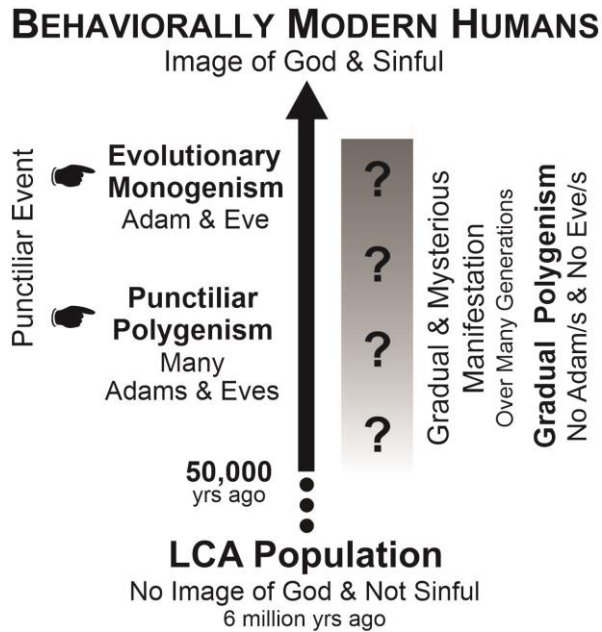 BEHAVIORALLY MODERN HUMANS
Image of God & Sinful
Punctiliar Event
Evolutionary
Monogenism
Adam & Eve
Punctiliar
Polygenism
Many
Adams & Eves
50,000
yrs ago
?
?
?
?
Gradual & Mysterious
Manifestation
Over Many Generations
Gradual Polygenism
No Adam/s & No Eve/s
LCA Population
No Image of God & Not Sinful
6 million yrs ago